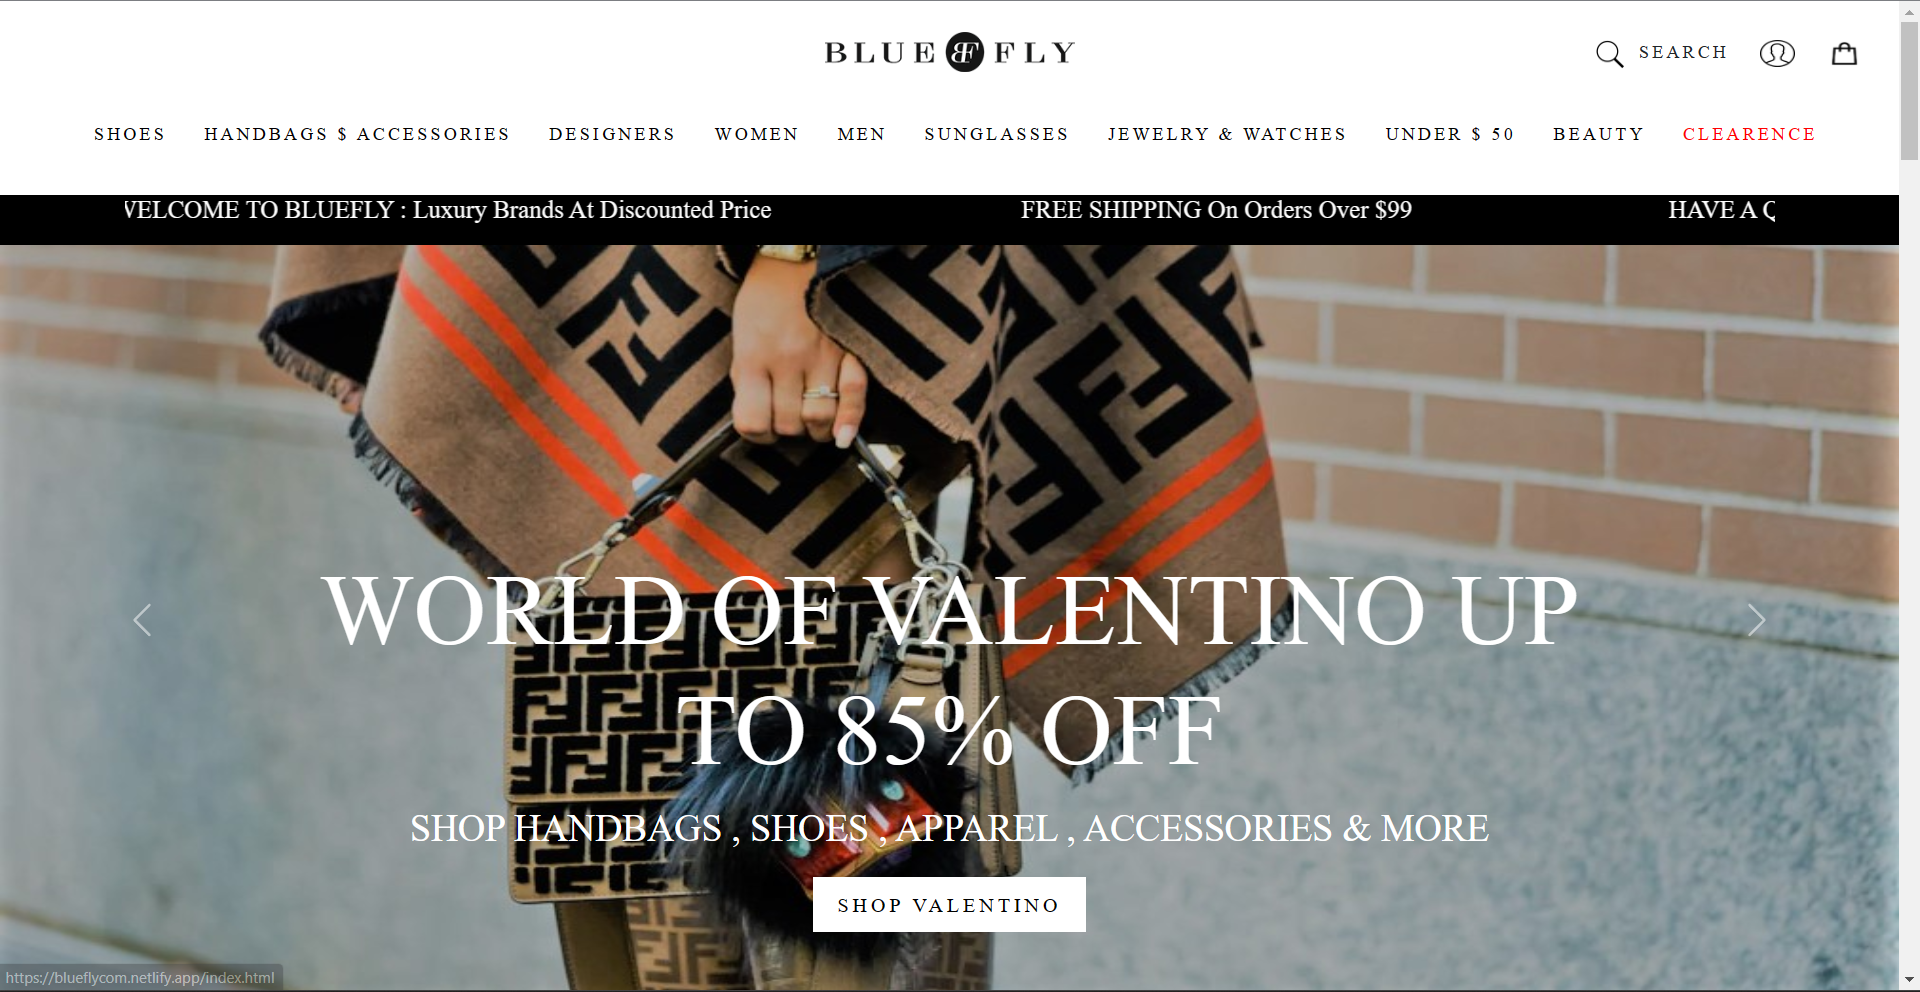 BLUE BF FLY
SEARCH
SHOES HANDBAGS $ ACCESSORIES DESIGNERS WOMEN MEN SUNGLASSES JEWELRY & WATCHES UNDER $ 50 BEAUTY CLEARENCE
WELCOME TO BLUEFLY : Luxury Brands At Discounted Price FREE SHIPPING On Orders Over $99 HAVE A
WORLD OF VALENTINO UP
TO 85% OFF
SHOP HANDBAGS , SHOES , APPAREL , ACCESSORIES & MORE
SHOP VALENTINO
https://blueflycom.netlify.app/index.html